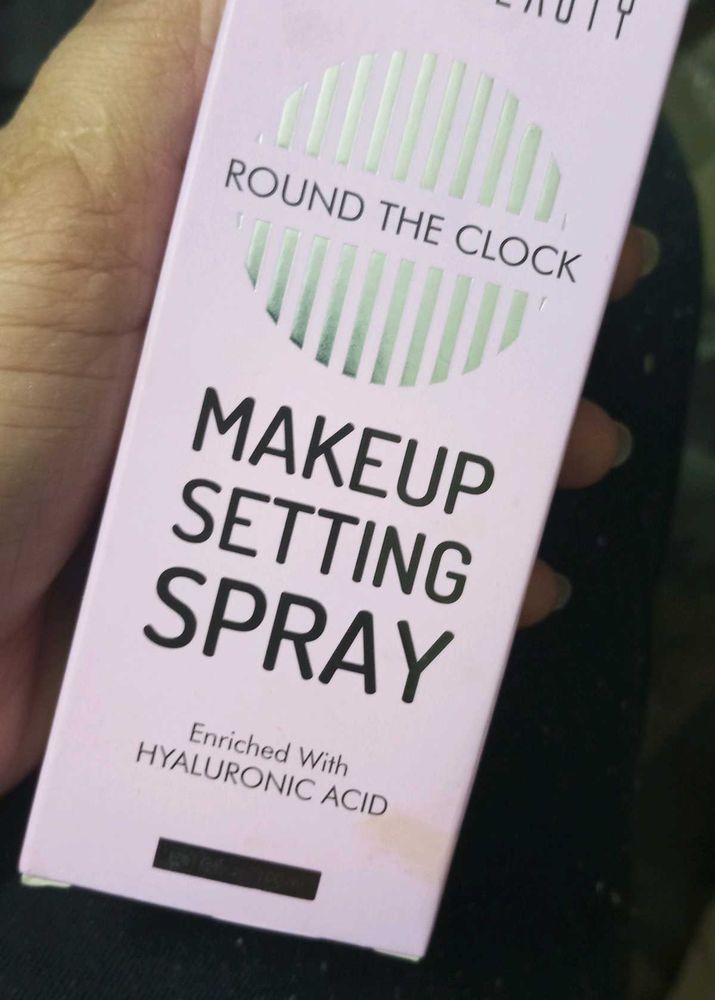 ROUND THE CLOCK
MAKEUP
SETTING
SPRAY
Enriched With
HYALURONIC ACID